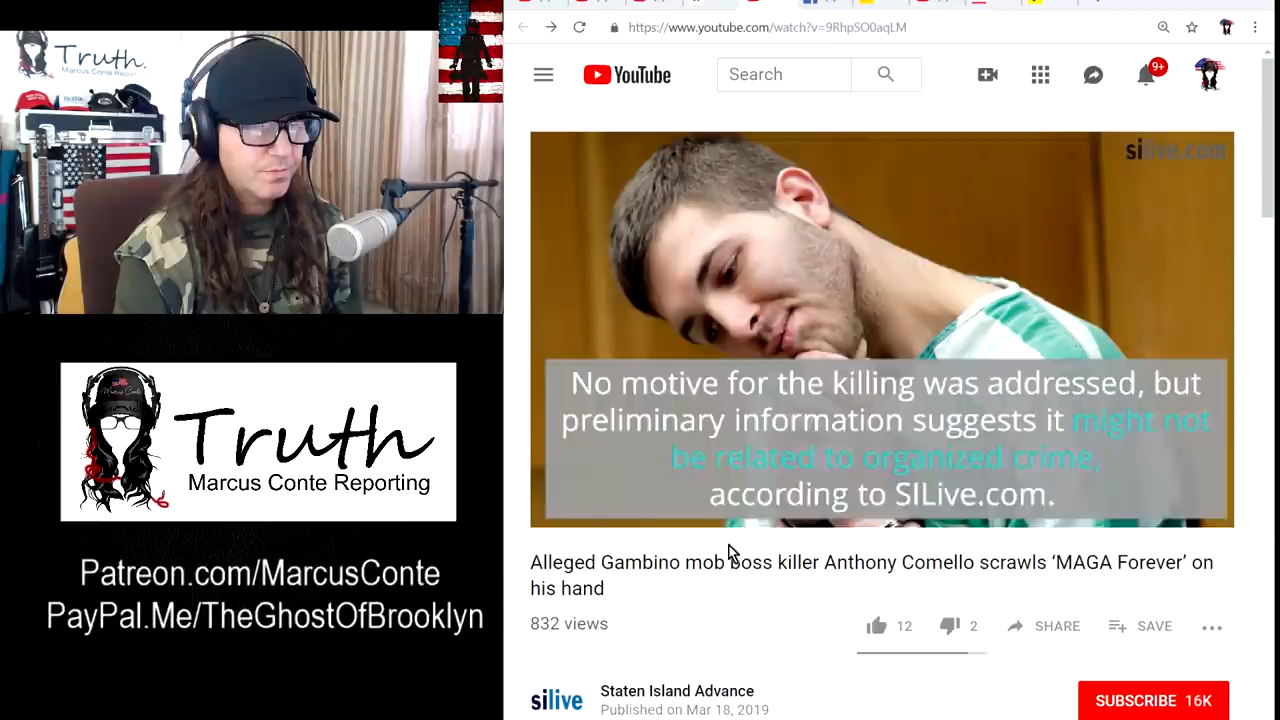 Truth.
Marcus Conte Reporting
https://www.youtube.com/watch?v=9RhpSO0aqLM
YouTube
Search
9+
silive.com
No motive for the killing was addressed, but
preliminary information suggests it might not
be related to organized crime,
according to SILive.com.
Truth
Marcus Conte Reporting
Patreon.com/MarcusConte
PayPal.Me/TheGhostOfBrooklyn
Alleged Gambino mob boss killer Anthony Comello scrawls ‘MAGA Forever’ on
his hand
832 views
12
2
SHARE
SAVE
silive
Staten Island Advance
Published on Mar 18, 2019
SUBSCRIBE 16K